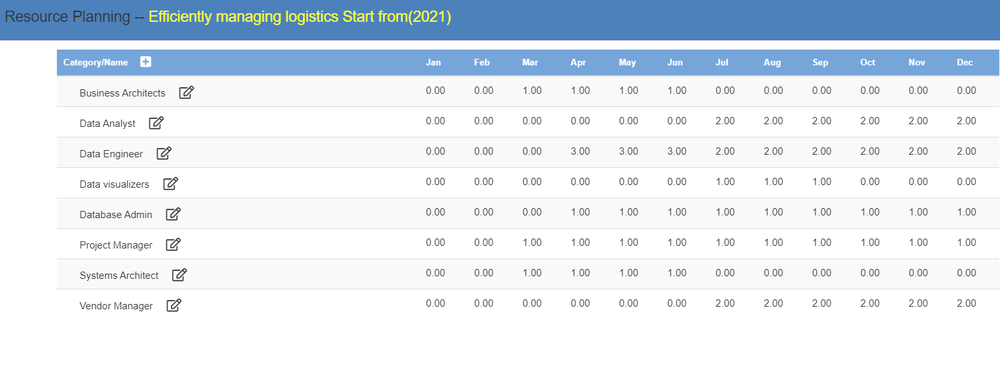 Resource Planning -- Efficiently managing logistics Start from(2021)
Category/Name Jan Feb Mar Apr May Jun Jul Aug Sep Oct Nov Dec
Business Architects 0.00 0.00 1.00 1.00 1.00 1.00 0.00 0.00 0.00 0.00 0.00 0.00
Data Analyst 0.00 0.00 0.00 0.00 0.00 0.00 2.00 2.00 2.00 2.00 2.00 2.00
Data Engineer 0.00 0.00 0.00 3.00 3.00 3.00 2.00 2.00 2.00 2.00 2.00 2.00
Data visualizers 0.00 0.00 0.00 0.00 0.00 0.00 1.00 1.00 1.00 0.00 0.00 0.00
Database Admin 0.00 0.00 0.00 1.00 1.00 1.00 1.00 1.00 1.00 1.00 1.00 1.00
Project Manager 0.00 0.00 1.00 1.00 1.00 1.00 1.00 1.00 1.00 1.00 1.00 1.00
Systems Architect 0.00 0.00 1.00 1.00 1.00 1.00 0.00 0.00 0.00 0.00 0.00 0.00
Vendor Manager 0.00 0.00 0.00 0.00 0.00 0.00 2.00 2.00 2.00 2.00 2.00 2.00